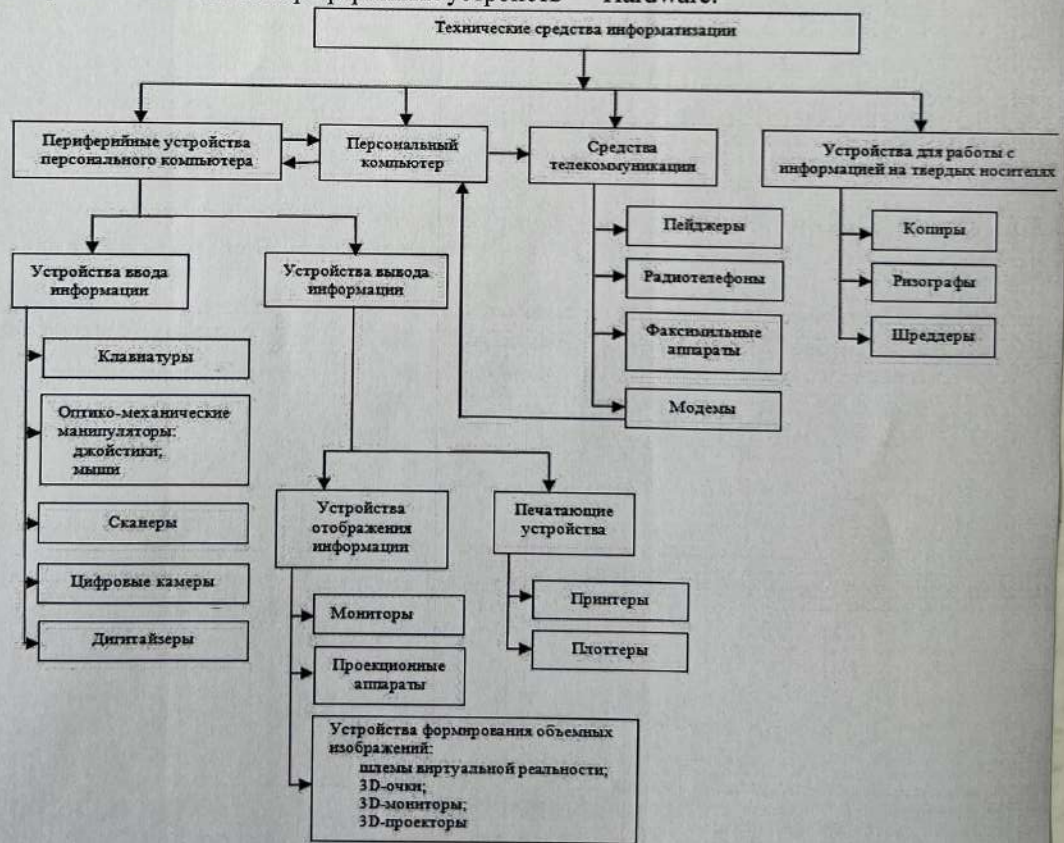 Hardware.
Технические средства информатизации
Периферийные устройства
персонального компьютера
Персональный
компьютер
Средства
телекоммуникации
Устройства для работы с
информацией на твердых носителях
Пейджеры
Радиотелефоны
Факсимильные
аппараты
Модемы
Копиры
Ризографы
Шреддеры
Устройства ввода
информации
Устройства вывода
информации
Клавиатуры
Оптико-механические
манипуляторы:
джойстики;
мыши
Сканеры
Цифровые камеры
Дигитайзеры
Устройства
отображения
информации
Печатающие
устройства
Мониторы
Проекционные
аппараты
Устройства формирования объемных
изображений:
шлемы виртуальной реальности;
3D-очки;
3D-мониторы;
3D-проекторы
Принтеры
Плоттеры